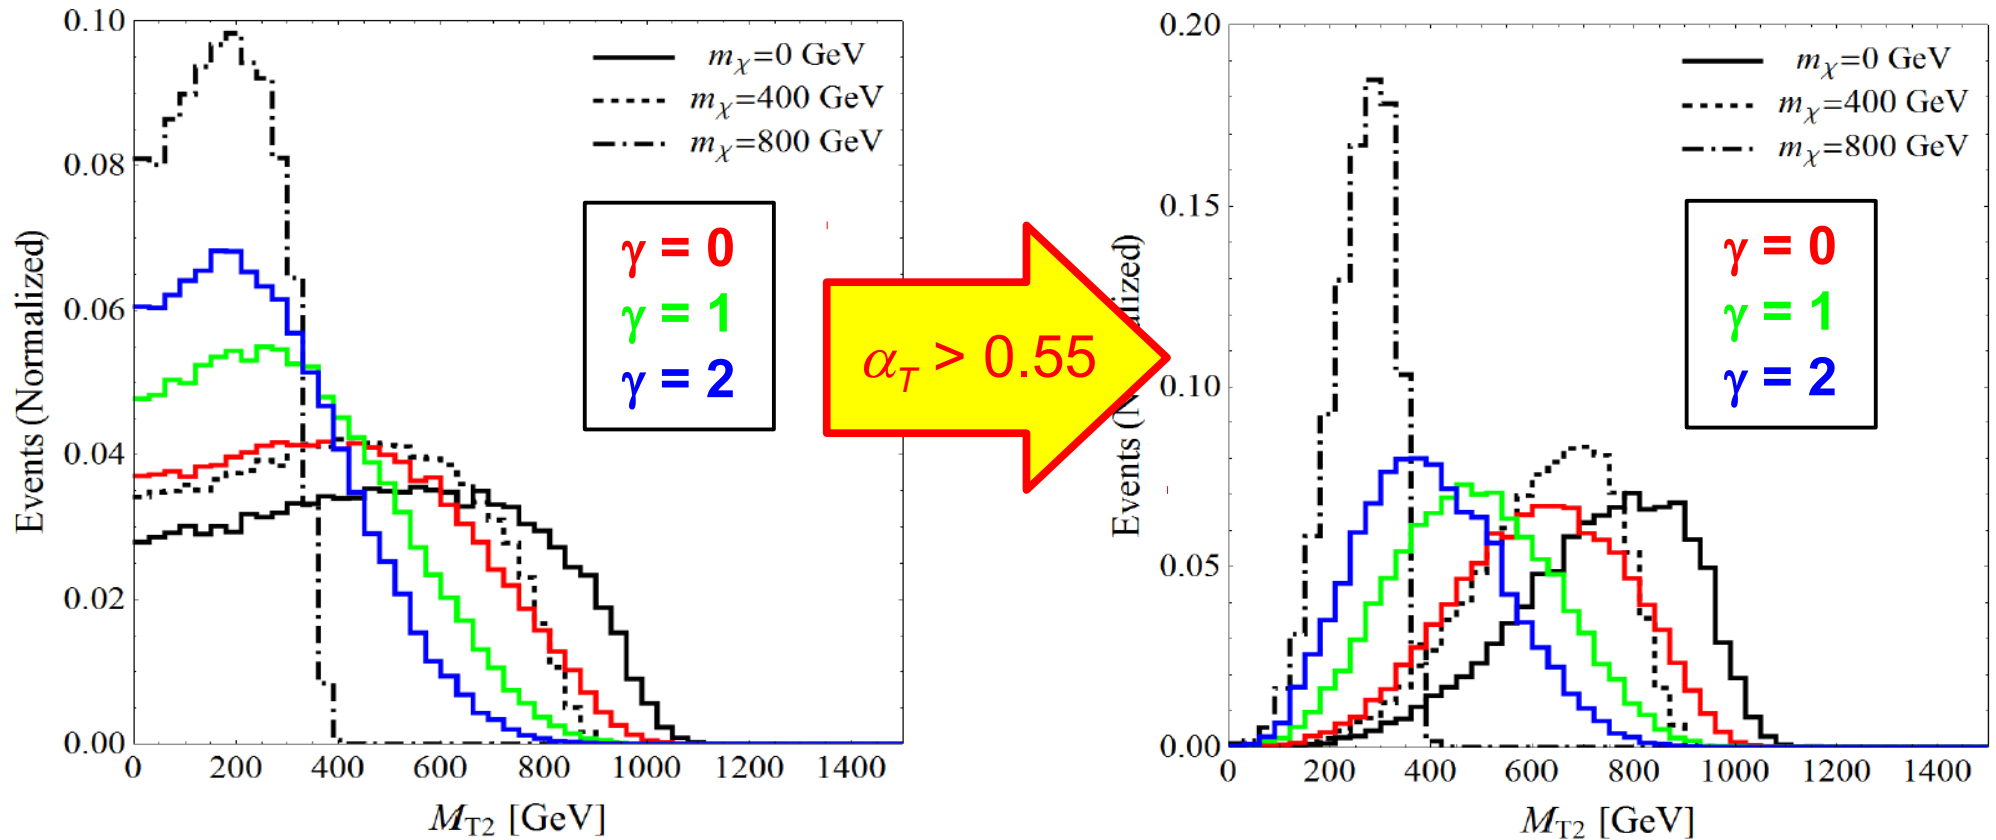 0.10
0.08
0.06
0.04
0.02
0.00
Events (Normalized)
mχ=0 GeV
mχ=400 GeV
mχ=800 GeV
γ = 0
γ = 1
γ = 2
0 200 400 600 800 1000 1200 1400
MT2 [GeV]
αT > 0.55
0.20
0.15
0.10
0.05
0.00
Events (N alized)
mχ=0 GeV
mχ=400 GeV
mχ=800 GeV
γ = 0
γ = 1
γ = 2
0 200 400 600 800 1000 1200 1400
MT2 [GeV]